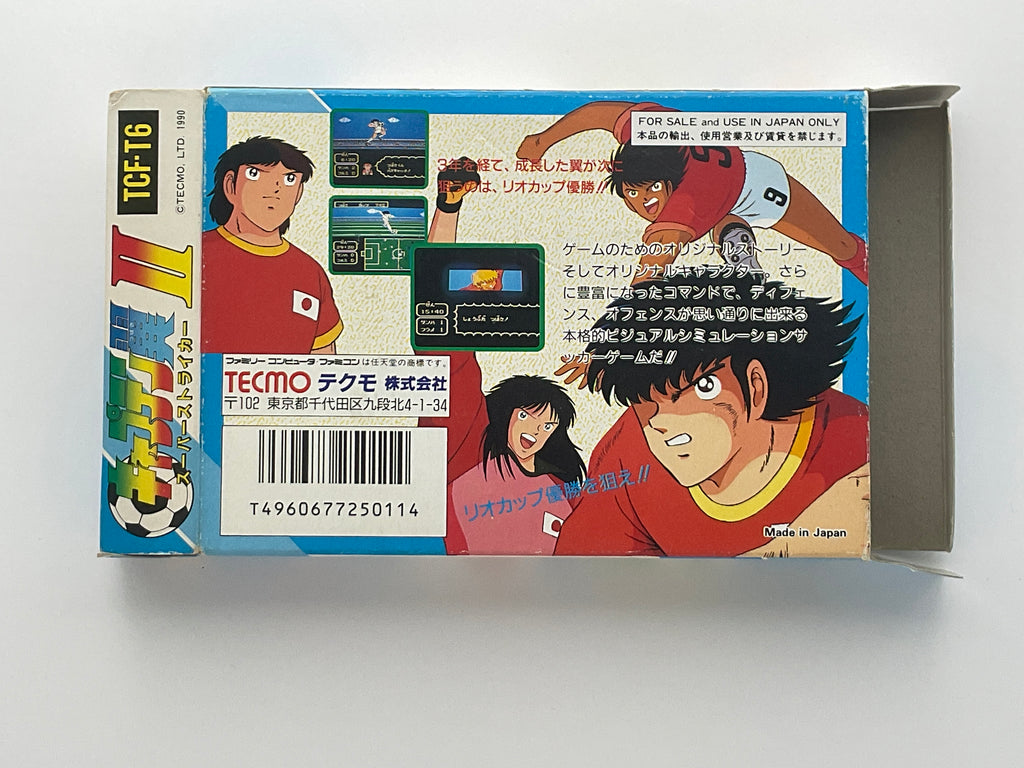 TCF-T6
©TECMO, LTD 1990
キャプテン翼II
スーパーストライカー
FOR SALE and USE IN JAPAN ONLY
本品の輸出、使用営業及び賃貸を禁じます。
3年を経て、成長した翼が次に
狙うのは、リオカップ優勝!!
ゲームのためのオリジナルストーリー
そしてオリジナルキャラクター。さら
に豊富になったコマンドで、ディフェ
ンス、オフェンスが思い通りに出来る
本格的ビジュアルシミュレーションサ
ッカーゲームだ!!
ファミリーコンピュータ・ファミコンは任天堂の商標です。
TECMO テクモ 株式会社
〒102 東京都千代田区九段北4-1-34
T4960677250114
リオカップ優勝を狙え!!
Made in Japan
9